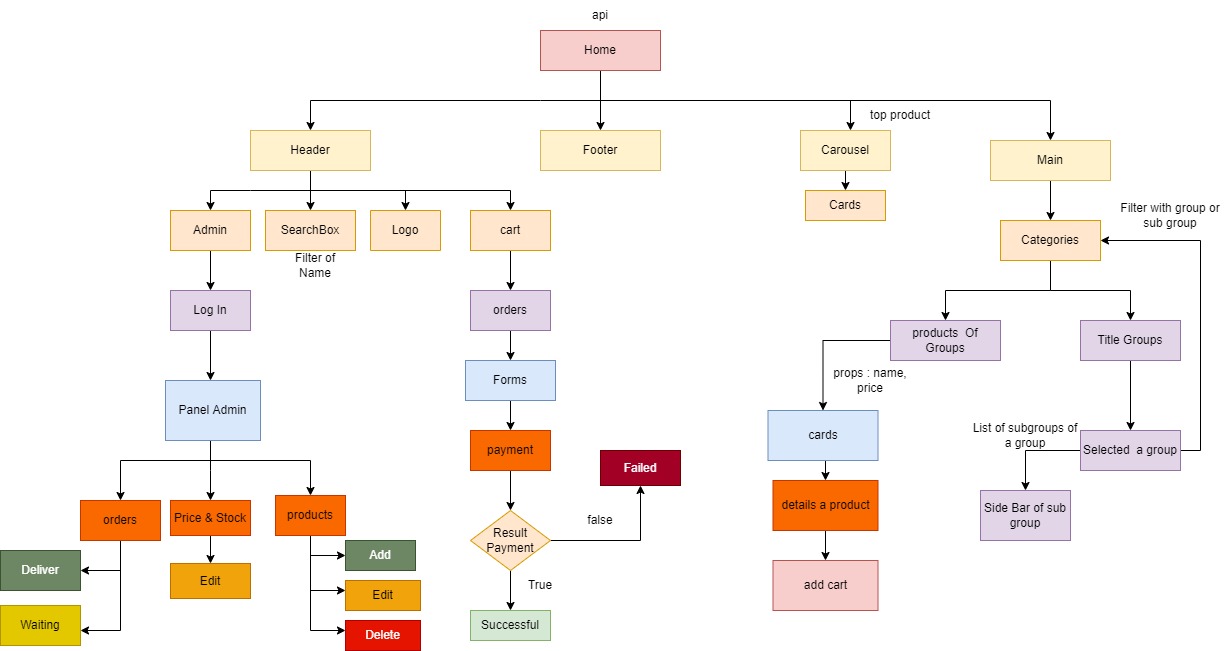 api
Home
top product
Header
Footer
Carousel
Main
Cards
Filter with group or
sub group
Admin
SearchBox
Logo
cart
Categories
Filter of
Name
Log In
orders
products  Of
Groups
Title Groups
props : name,
price
Forms
Panel Admin
cards
List of subgroups of
a group
Selected  a group
payment
Failed
details a product
Side Bar of sub
group
orders
Price & Stock
products
false
Result
Payment
Add
Deliver
Edit
True
add cart
Edit
Waiting
Successful
Delete